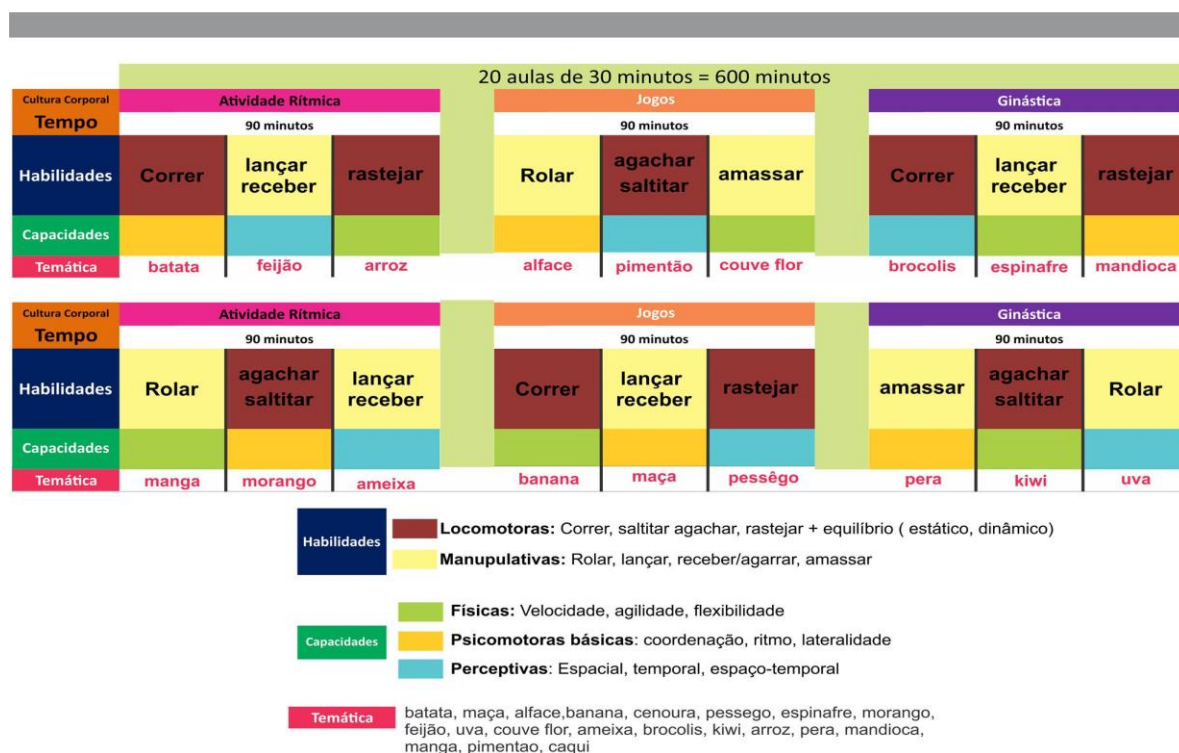 20 aulas de 30 minutos = 600 minutos
Cultura Corporal Atividade Rítmica Jogos Ginástica
Tempo 90 minutos 90 minutos 90 minutos
Habilidades Correr lançar receber rastejar Rolar agachar saltitar amassar Correr lançar receber rastejar
Capacidades
Temática batata feijão arroz alface pimentão couve flor brocolis espinafre mandioca
Cultura Corporal Atividade Rítmica Jogos Ginástica
Tempo 90 minutos 90 minutos 90 minutos
Habilidades Rolar agachar saltitar lançar receber Correr lançar receber rastejar amassar agachar saltitar Rolar
Capacidades
Temática manga morango ameixa banana maça pessêgo pera kiwi uva
Habilidades
Locomotoras: Correr, saltitar agachar, rastejar + equilíbrio ( estático, dinâmico)
Manupulativas: Rolar, lançar, receber/agarrar, amassar
Capacidades
Físicas: Velocidade, agilidade, flexibilidade
Psicomotoras básicas: coordenação, ritmo, lateralidade
Perceptivas: Espacial, temporal, espaço-temporal
Temática
batata, maça, alface,banana, cenoura, pessego, espinafre, morango,
feijão, uva, couve flor, ameixa, brocolis, kiwi, arroz, pera, mandioca,
manga, pimentao, caqui